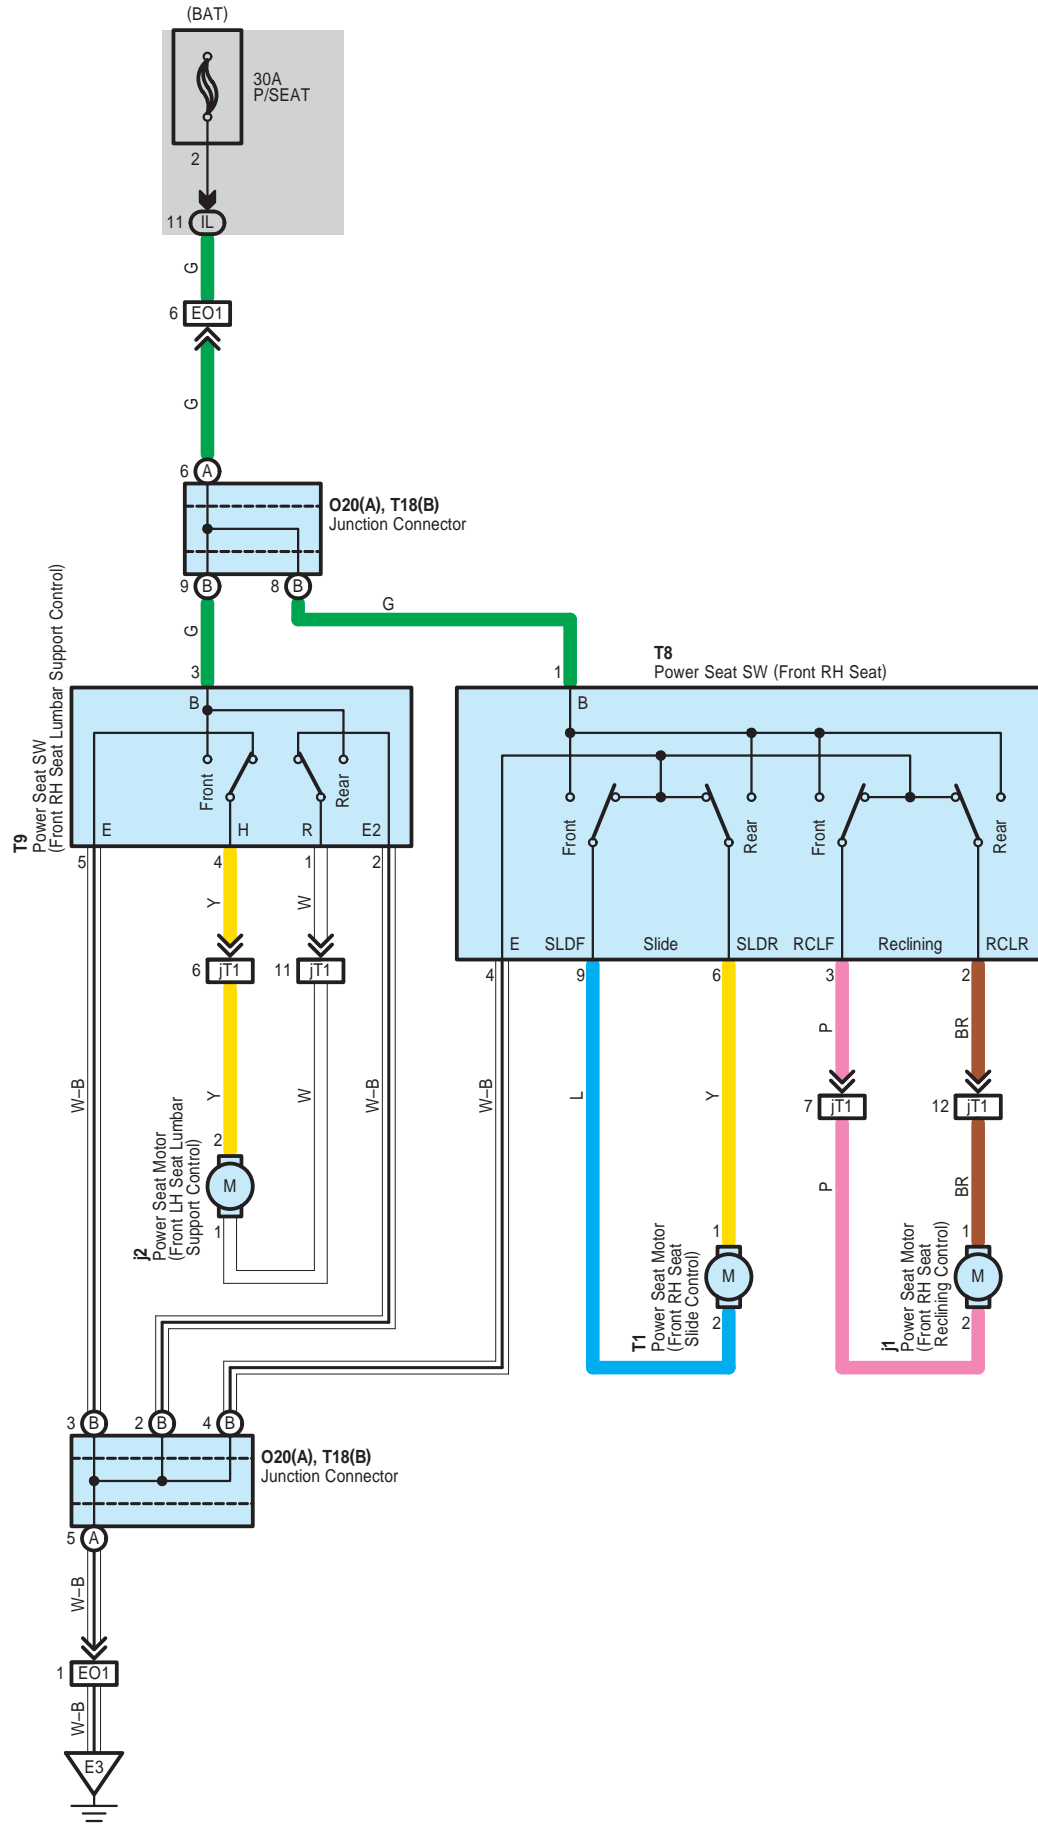 (BAT)
30A
P/SEAT
2
11 IL
G
6 EO1
G
6 A
O20(A), T18(B)
Junction Connector
9 B
8 B
G
G
T9
Power Seat SW
(Front RH Seat Lumbar Support Control)
3
B
Front
Rear
E
H
R
E2
5
4
1
2
T8
Power Seat SW (Front RH Seat)
1
B
Front
Rear
Front
Rear
E
SLDF
Slide
SLDR
RCLF
Reclining
RCLR
4
9
6
3
2
Y
W
6 jT1
11 jT1
P
BR
W–B
Y
W
W–B
W–B
L
Y
7 jT1
12 jT1
P
BR
j2
Power Seat Motor
(Front LH Seat Lumbar
Support Control)
2
M
1
T1
Power Seat Motor
(Front RH Seat
Slide Control)
1
M
2
j1
Power Seat Motor
(Front RH Seat
Reclining Control)
1
M
2
3 B
2 B
4 B
O20(A), T18(B)
Junction Connector
5 A
W–B
1 EO1
W–B
E3